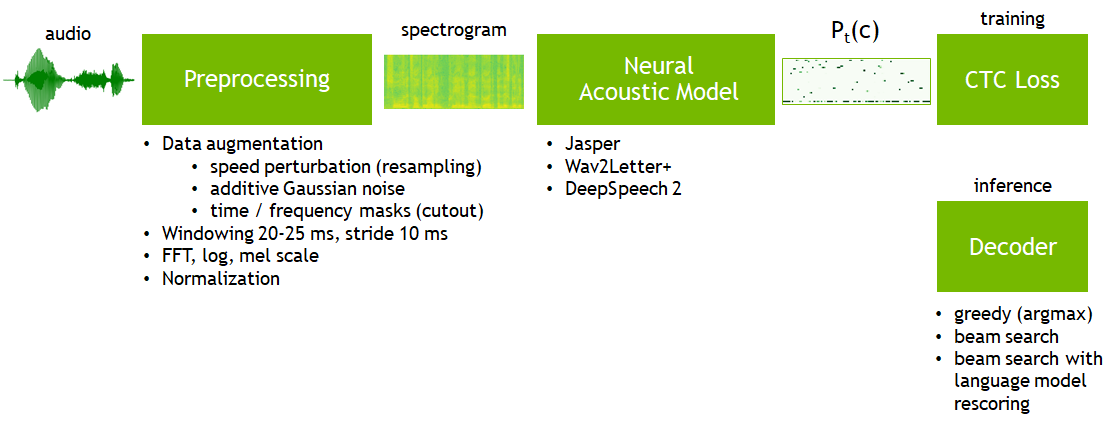 audio
Preprocessing
• Data augmentation
• speed perturbation (resampling)
• additive Gaussian noise
• time / frequency masks (cutout)
• Windowing 20-25 ms, stride 10 ms
• FFT, log, mel scale
• Normalization
spectrogram
Neural
Acoustic Model
• Jasper
• Wav2Letter+
• DeepSpeech 2
Pt(c)
training
CTC Loss
inference
Decoder
• greedy (argmax)
• beam search
• beam search with
language model
rescoring